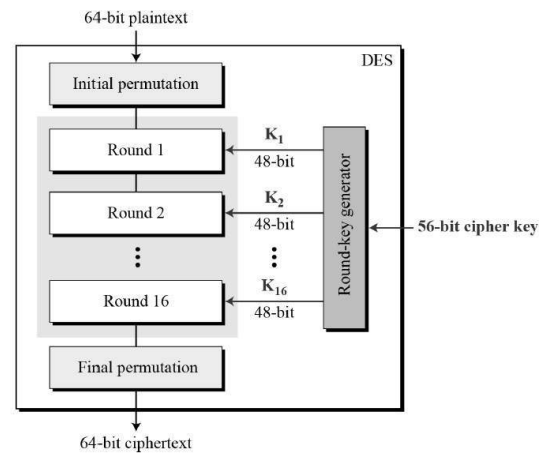 64-bit plaintext
DES
Initial permutation
Round 1
K1
48-bit
Round 2
K2
48-bit
Round 16
K16
48-bit
Round-key generator
56-bit cipher key
Final permutation
64-bit ciphertext